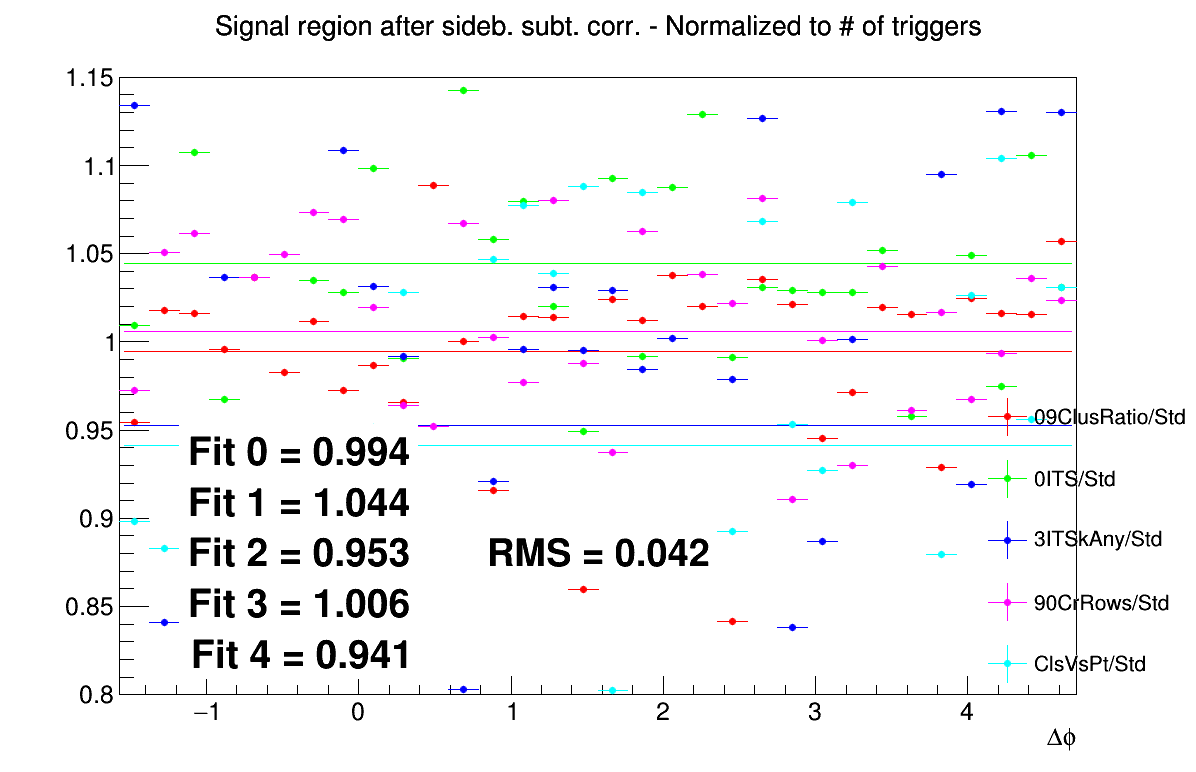 Signal region after sideb. subt. corr. - Normalized to # of triggers
1.15
1.1
1.05
1
0.95
0.9
0.85
0.8
Fit 0 = 0.994
Fit 1 = 1.044
Fit 2 = 0.953
Fit 3 = 1.006
Fit 4 = 0.941
RMS = 0.042
09ClusRatio/Std
0ITS/Std
3ITSkAny/Std
90CrRows/Std
ClsVsPt/Std
−1 0 1 2 3 4
Δϕ